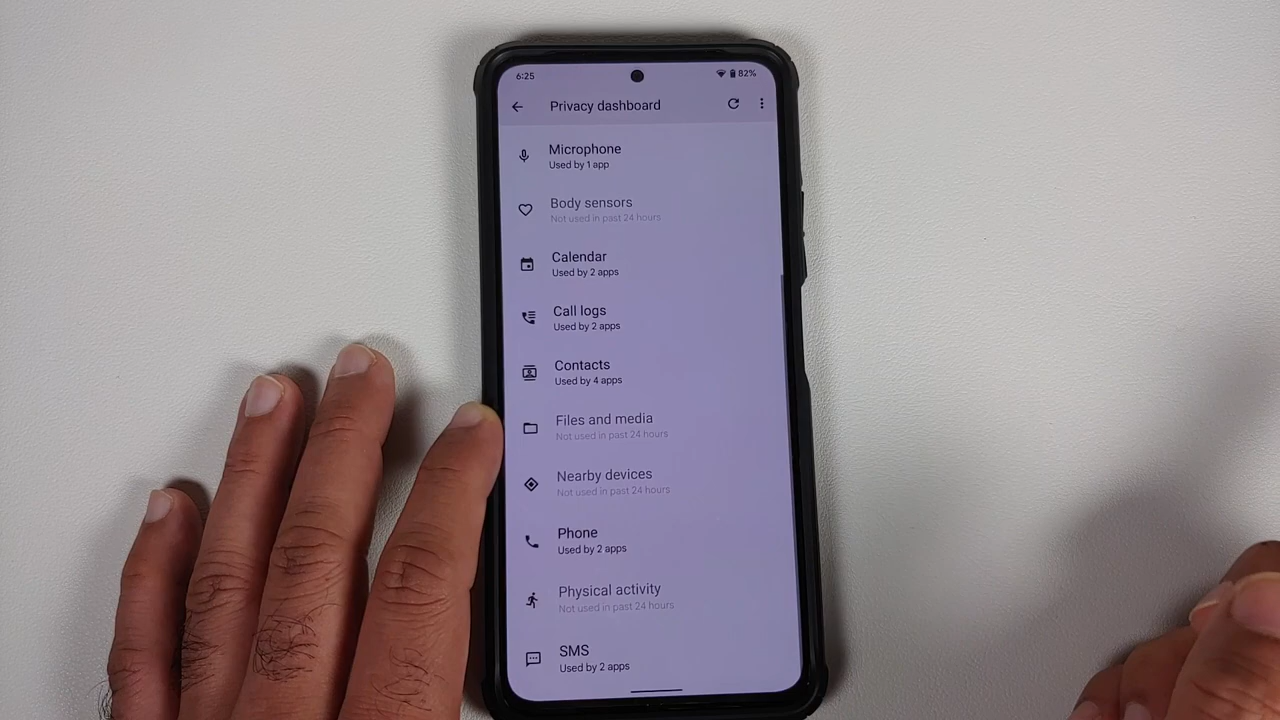 6:25
82%
Privacy dashboard
Microphone
Used by 1 app
Body sensors
Not used in past 24 hours
Calendar
Used by 2 apps
Call logs
Used by 2 apps
Contacts
Used by 4 apps
Files and media
Not used in past 24 hours
Nearby devices
Not used in past 24 hours
Phone
Used by 2 apps
Physical activity
Not used in past 24 hours
SMS
Used by 2 apps